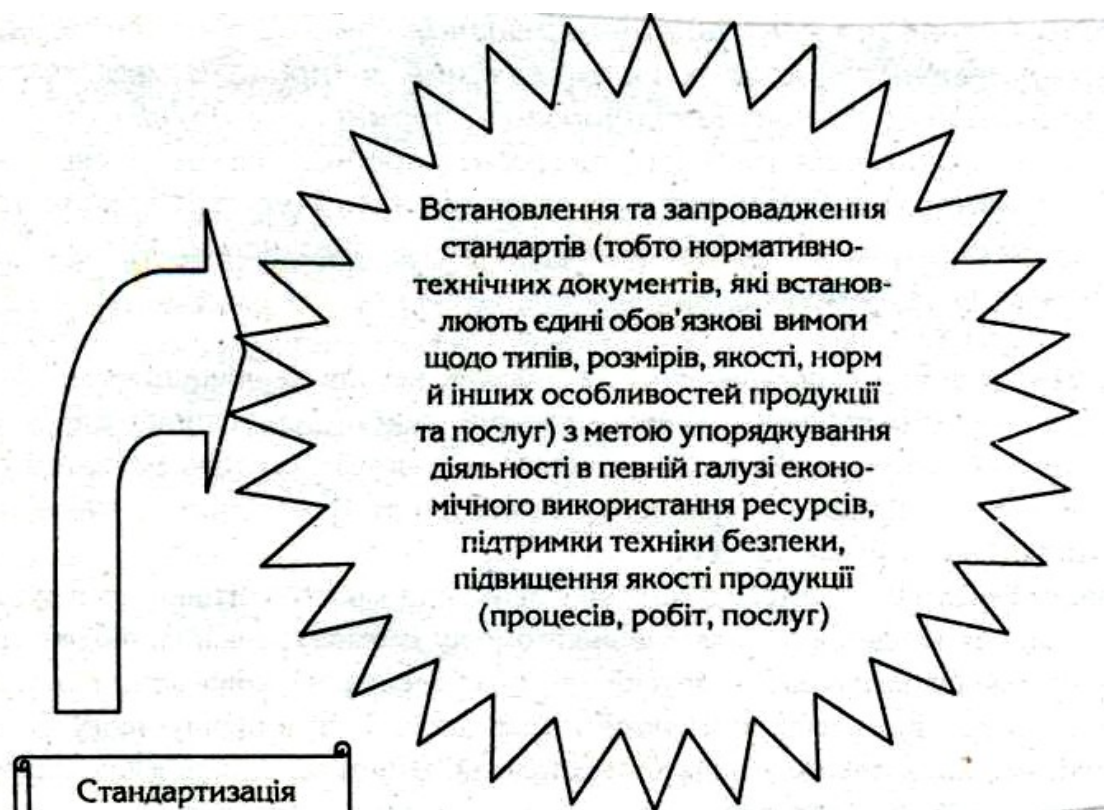 Встановлення та запровадження
стандартів (тобто нормативно-
технічних документів, які встанов-
люють єдині обов’язкові вимоги
щодо типів, розмірів, якості, норм
й інших особливостей продукції
та послуг) з метою упорядкування
діяльності в певній галузі еконо-
мічного використання ресурсів,
підтримки техніки безпеки,
підвищення якості продукції
(процесів, робіт, послуг)
Стандартизація